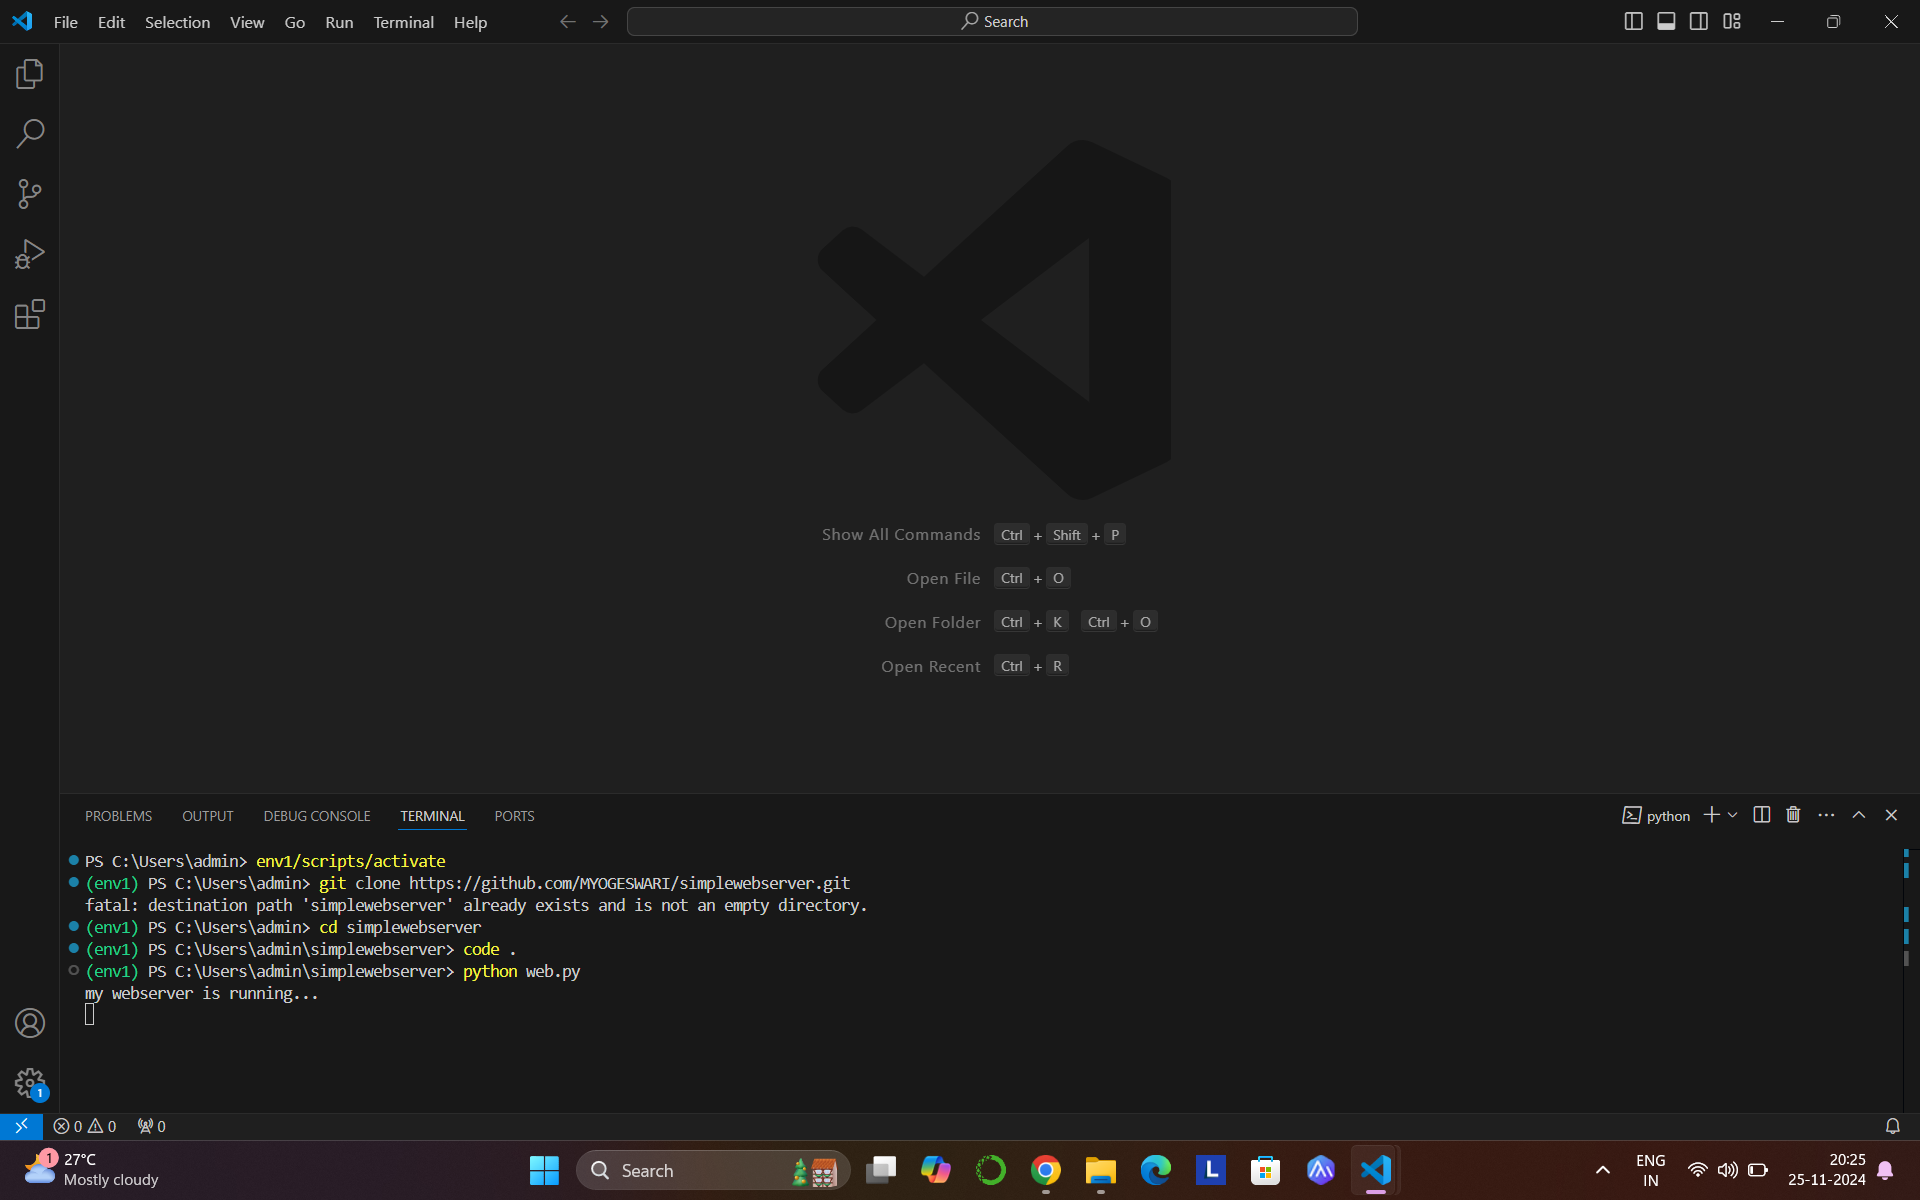 File Edit Selection View Go Run Terminal Help
Search
Show All Commands Ctrl + Shift + P
Open File Ctrl + O
Open Folder Ctrl + K Ctrl + O
Open Recent Ctrl + R
PROBLEMS OUTPUT DEBUG CONSOLE TERMINAL PORTS python
PS C:\Users\admin> env1/scripts/activate
(env1) PS C:\Users\admin> git clone https://github.com/MYOGESWARI/simplewebserver.git
fatal: destination path 'simplewebserver' already exists and is not an empty directory.
(env1) PS C:\Users\admin> cd simplewebserver
(env1) PS C:\Users\admin\simplewebserver> code .
(env1) PS C:\Users\admin\simplewebserver> python web.py
my webserver is running...
1
0 0 0
1
27°C
Mostly cloudy
Search
L
ENG
IN
20:25
25-11-2024